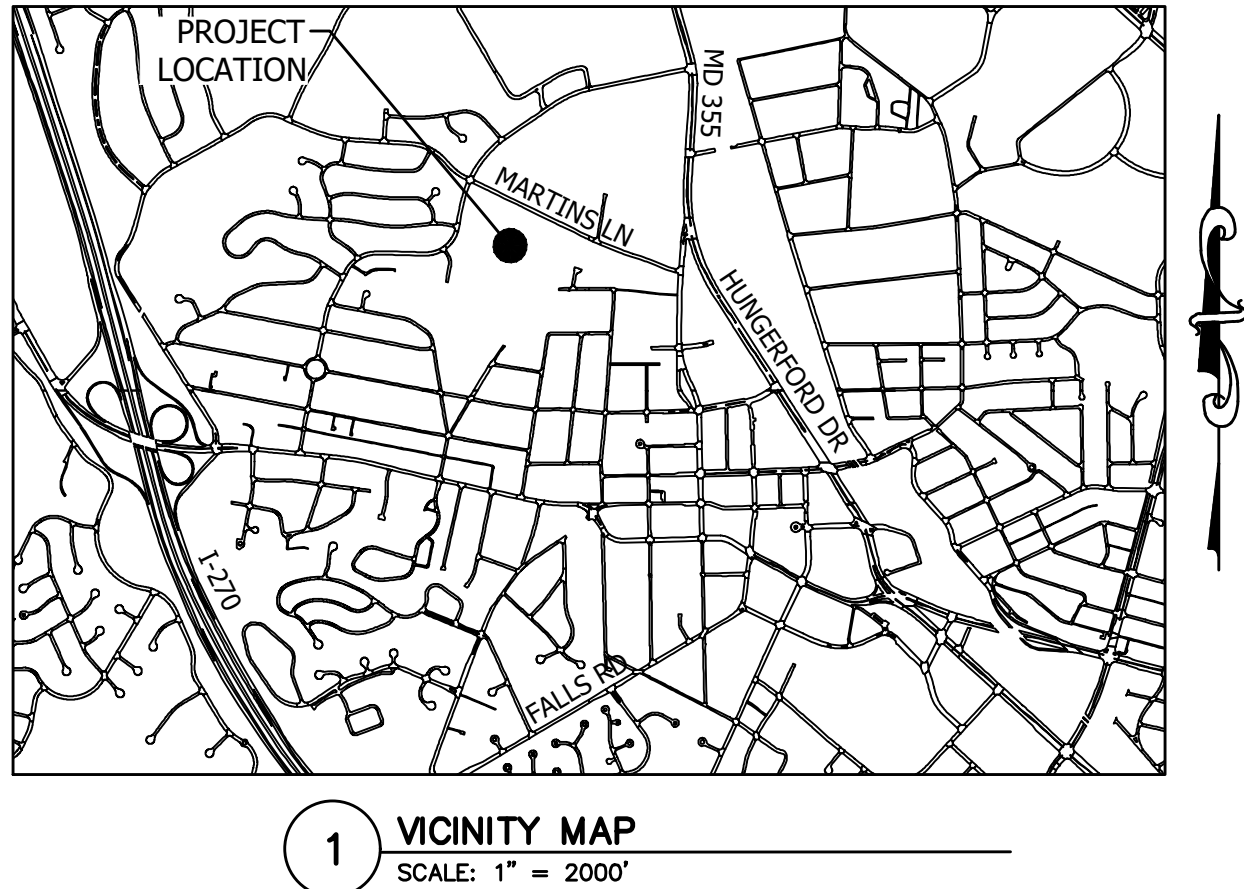 PROJECT
LOCATION
MD 355
MARTINS LN
HUNGERFORD DR
I-270
FALLS RD
1
VICINITY MAP
SCALE: 1" = 2000'